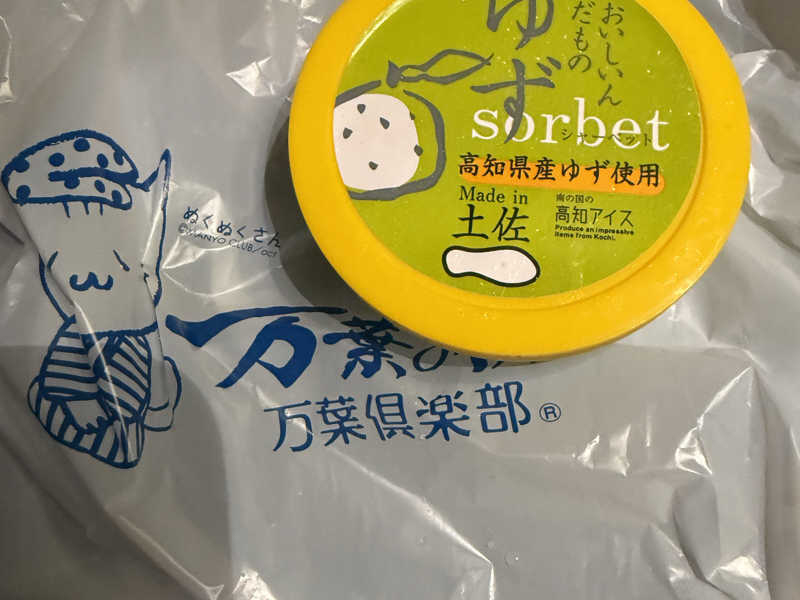 おいしいんだもの
ゆず
sorbet
シャーベット
高知県産ゆず使用
Made in
土佐
南の国の
高知アイス
Produce an impressive
items from Kochi.
ぬくぬくさん
©MANYO CLUB/oct
万葉の
万葉倶楽部®